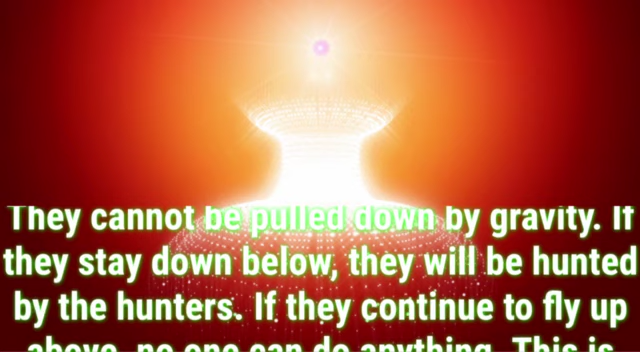 They cannot be pulled down by gravity. If
they stay down below, they will be hunted
by the hunters. If they continue to fly up
above, no one can do anything. This is